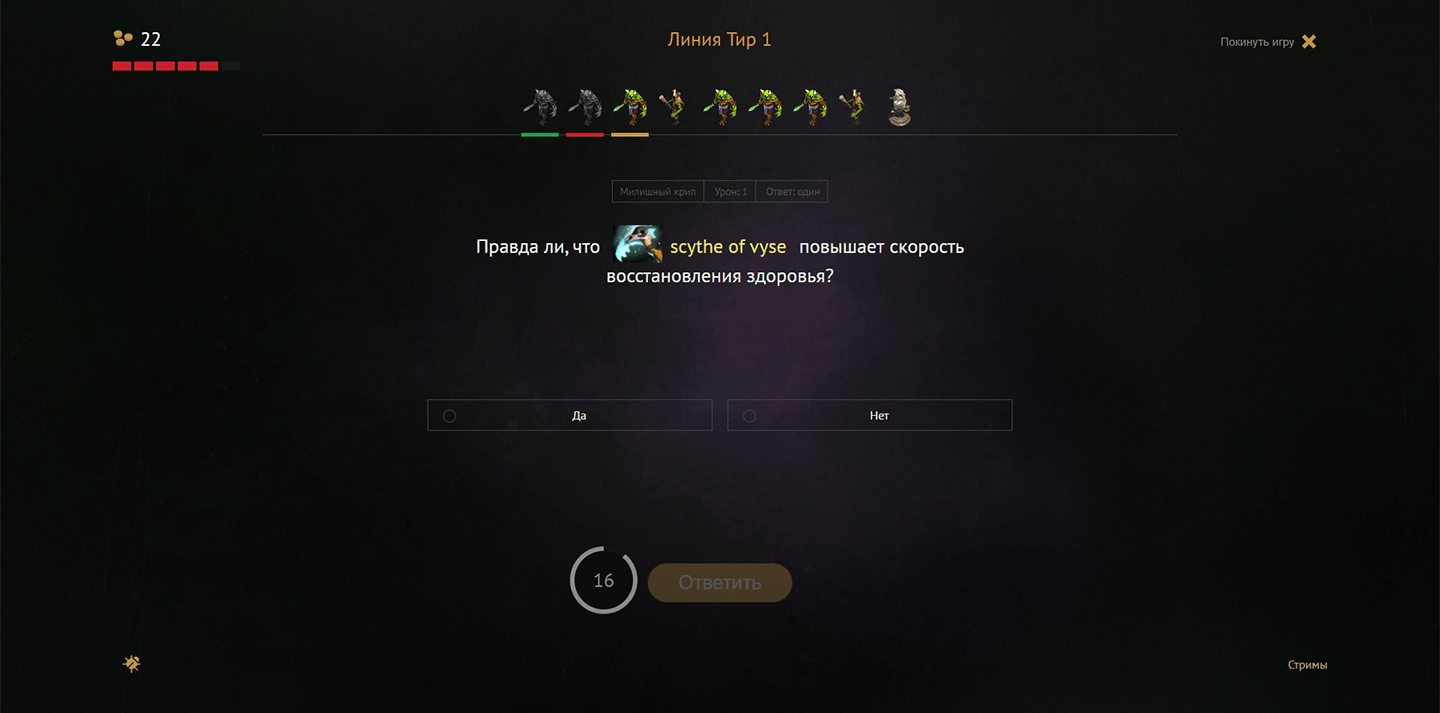 22
Линия Тир 1
Покинуть игру
Милишный крип Урон: 1 Ответ: один
Правда ли, что scythe of vyse повышает скорость
восстановления здоровья?
Да
Нет
16
Ответить
Стримы